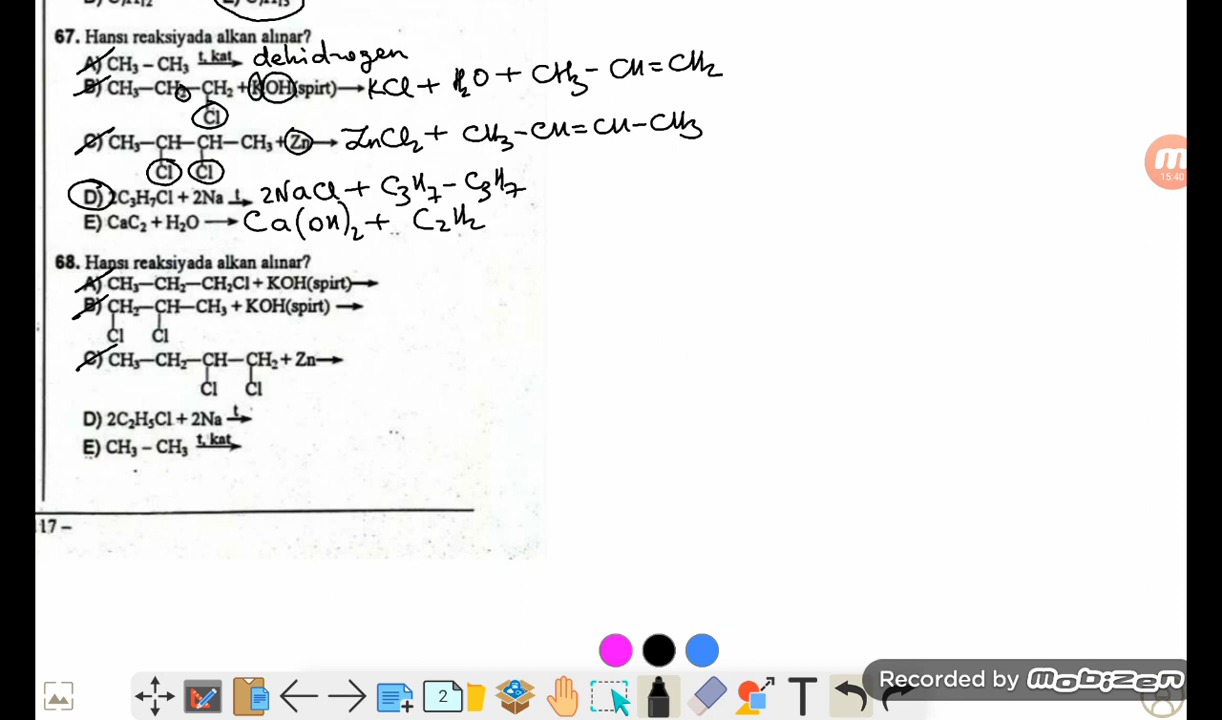 67. Hansı reaksiyada alkan alınar?
A) CH₃ – CH₃ t, kat→ dehidrogen
B) CH₃—CH₂—CH₂ + KOH(spirt)→ KCl + H₂O + CH₃ – CH = CH₂
Cl
C) CH₃—CH—CH—CH₃ + Zn→ ZnCl₂ + CH₃ – CH = CH – CH₃
Cl Cl
D) 2C₃H₇Cl + 2Na t→ 2NaCl + C₃H₇ – C₃H₇
E) CaC₂ + H₂O → Ca(OH)₂ + C₂H₂
68. Hansı reaksiyada alkan alınar?
A) CH₃—CH₂—CH₂Cl + KOH(spirt)→
B) CH₂—CH—CH₃ + KOH(spirt) →
Cl Cl
C) CH₃—CH₂—CH—CH₂ + Zn→
Cl Cl
D) 2C₂H₅Cl + 2Na t→
E) CH₃ – CH₃ t, kat→
17 –
15:40
2
T
Recorded by mobizen